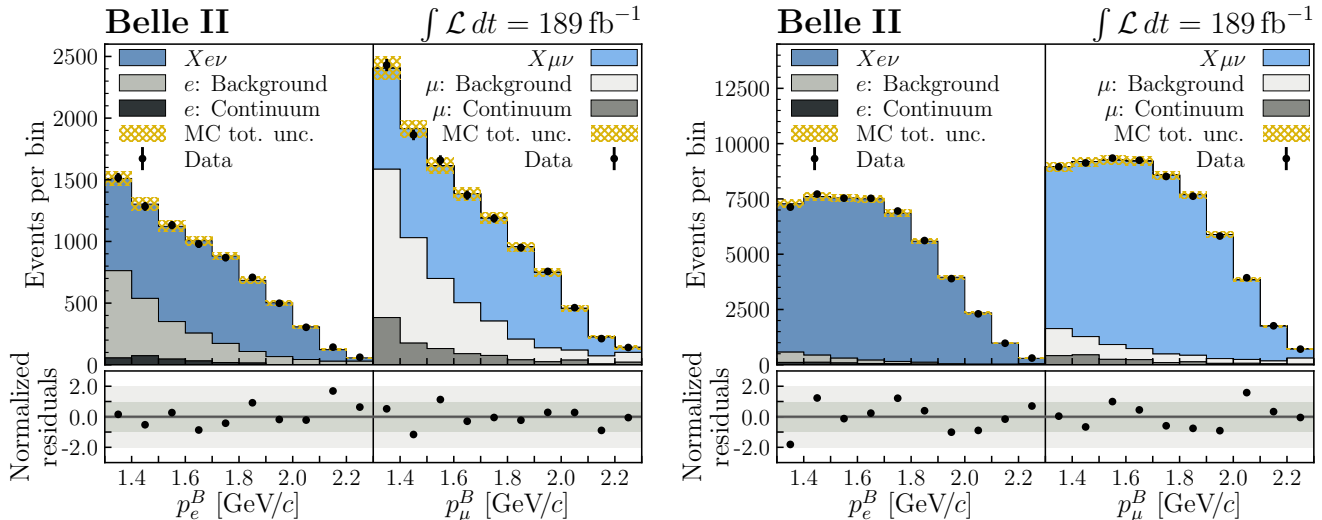 Belle II ∫ ℒ dt = 189 fb⁻¹
2500
2000
1500
1000
500
0
Events per bin
Xeν
e: Background
e: Continuum
MC tot. unc.
Data
Xμν
μ: Background
μ: Continuum
MC tot. unc.
Data
2.0
0.0
-2.0
Normalized
residuals
1.4 1.6 1.8 2.0 2.2 1.4 1.6 1.8 2.0 2.2
p_e^B [GeV/c] p_μ^B [GeV/c]
Belle II ∫ ℒ dt = 189 fb⁻¹
12500
10000
7500
5000
2500
0
Events per bin
Xeν
e: Background
e: Continuum
MC tot. unc.
Data
Xμν
μ: Background
μ: Continuum
MC tot. unc.
Data
2.0
0.0
-2.0
Normalized
residuals
1.4 1.6 1.8 2.0 2.2 1.4 1.6 1.8 2.0 2.2
p_e^B [GeV/c] p_μ^B [GeV/c]